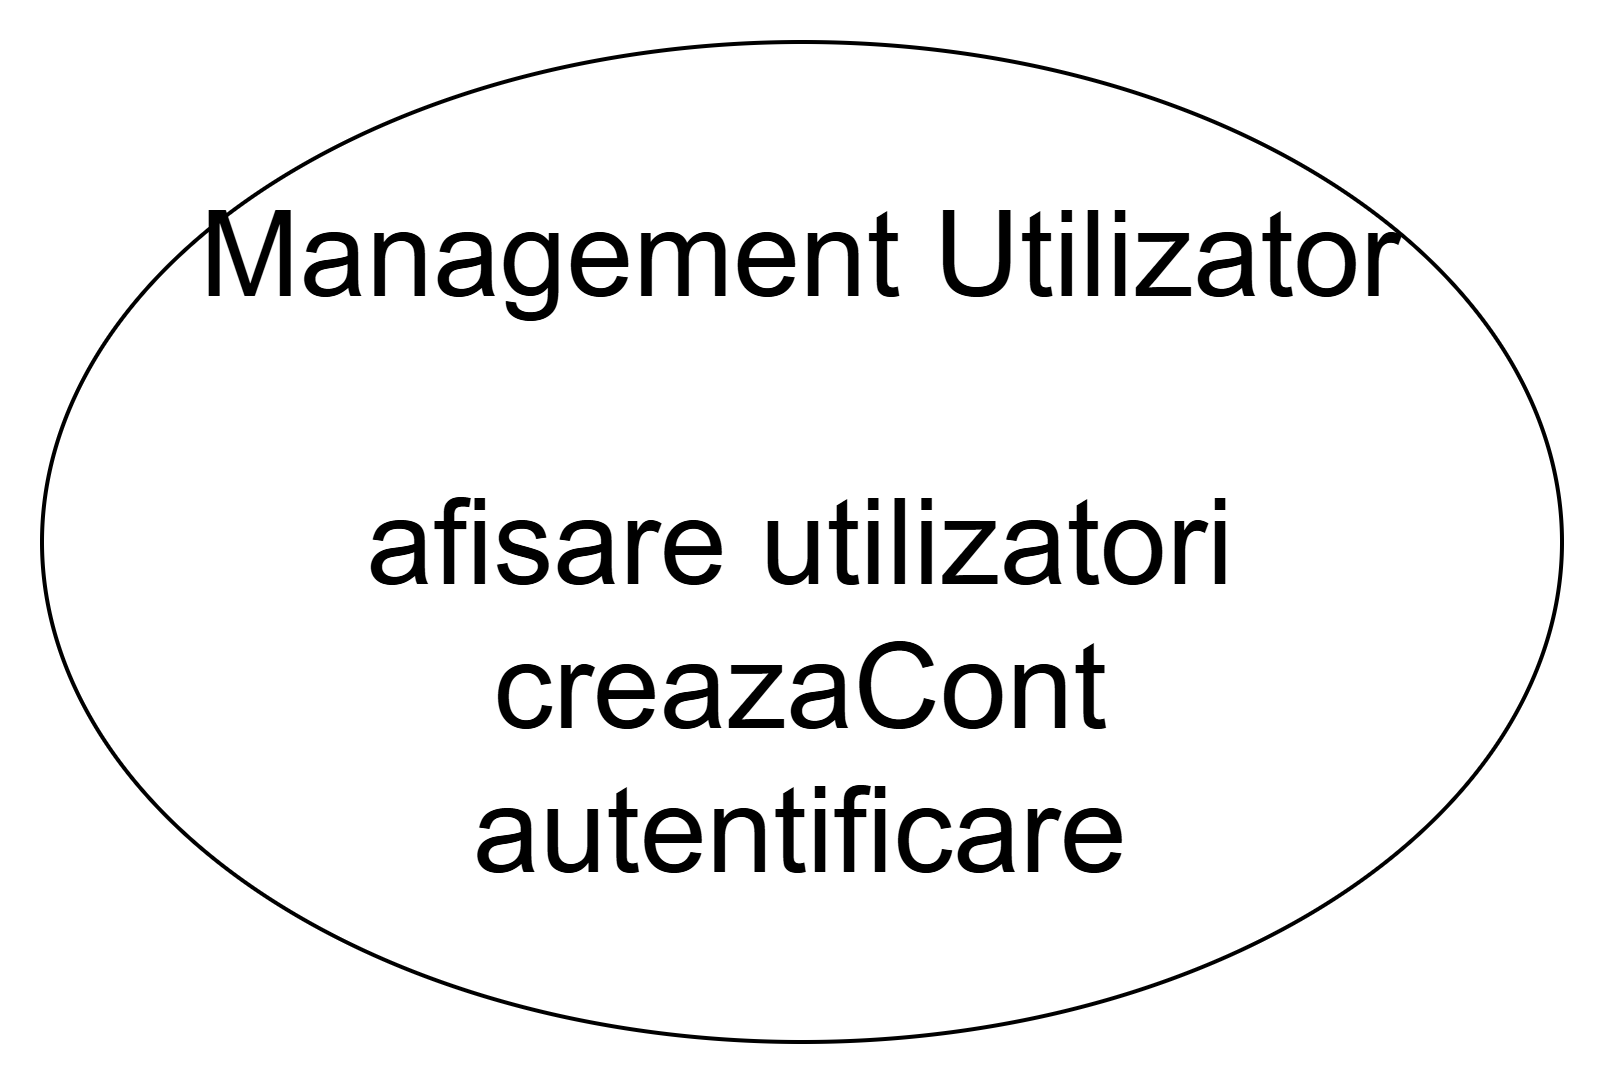 Management Utilizator
afisare utilizatori
creazaCont
autentificare